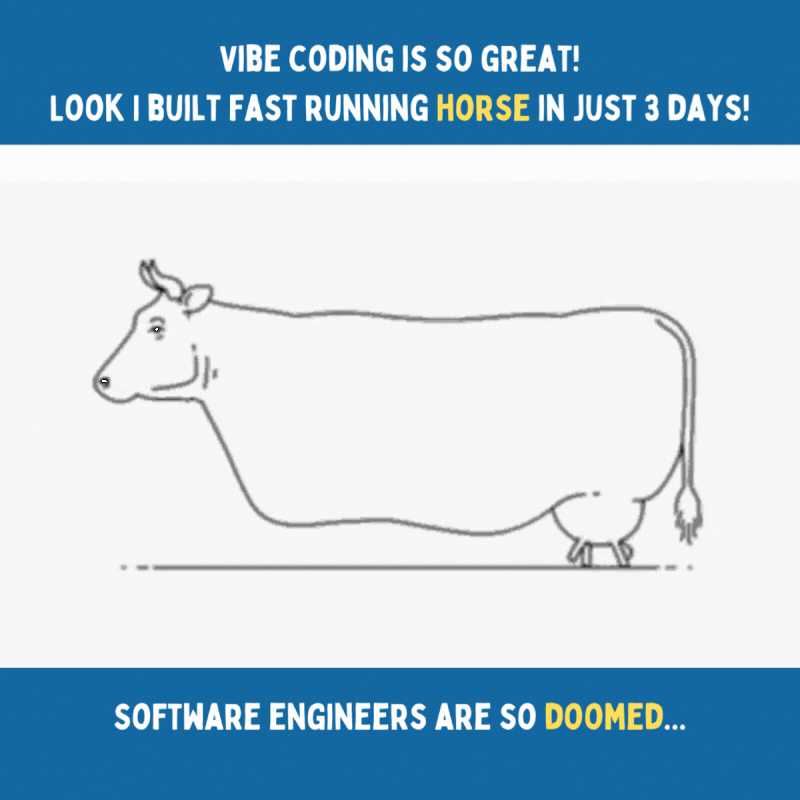 VIBE CODING IS SO GREAT!
LOOK I BUILT FAST RUNNING HORSE IN JUST 3 DAYS!
SOFTWARE ENGINEERS ARE SO DOOMED...